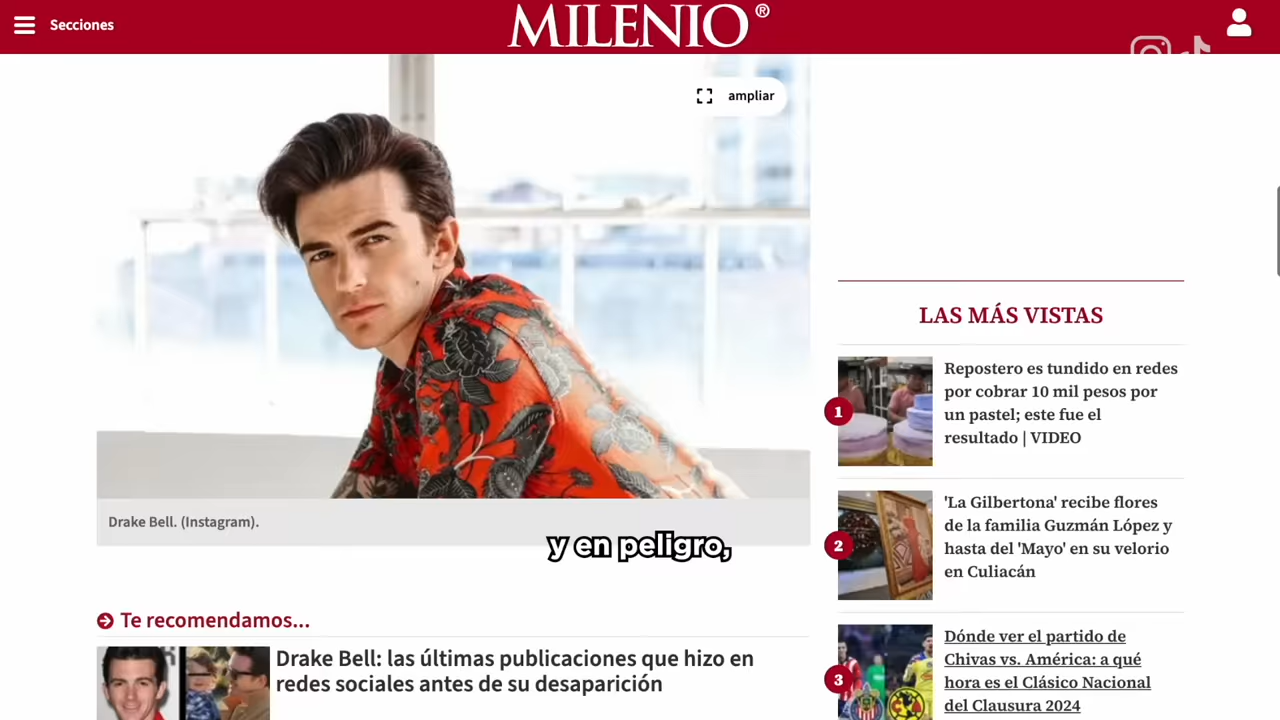 Secciones
MILENIO®
ampliar
Drake Bell. (Instagram).
y en peligro,
Te recomendamos...
Drake Bell: las últimas publicaciones que hizo en
redes sociales antes de su desaparición
LAS MÁS VISTAS
1
Repostero es tundido en redes
por cobrar 10 mil pesos por
un pastel; este fue el
resultado | VIDEO
2
'La Gilbertona' recibe flores
de la familia Guzmán López y
hasta del 'Mayo' en su velorio
en Culiacán
3
Dónde ver el partido de
Chivas vs. América: a qué
hora es el Clásico Nacional
del Clausura 2024